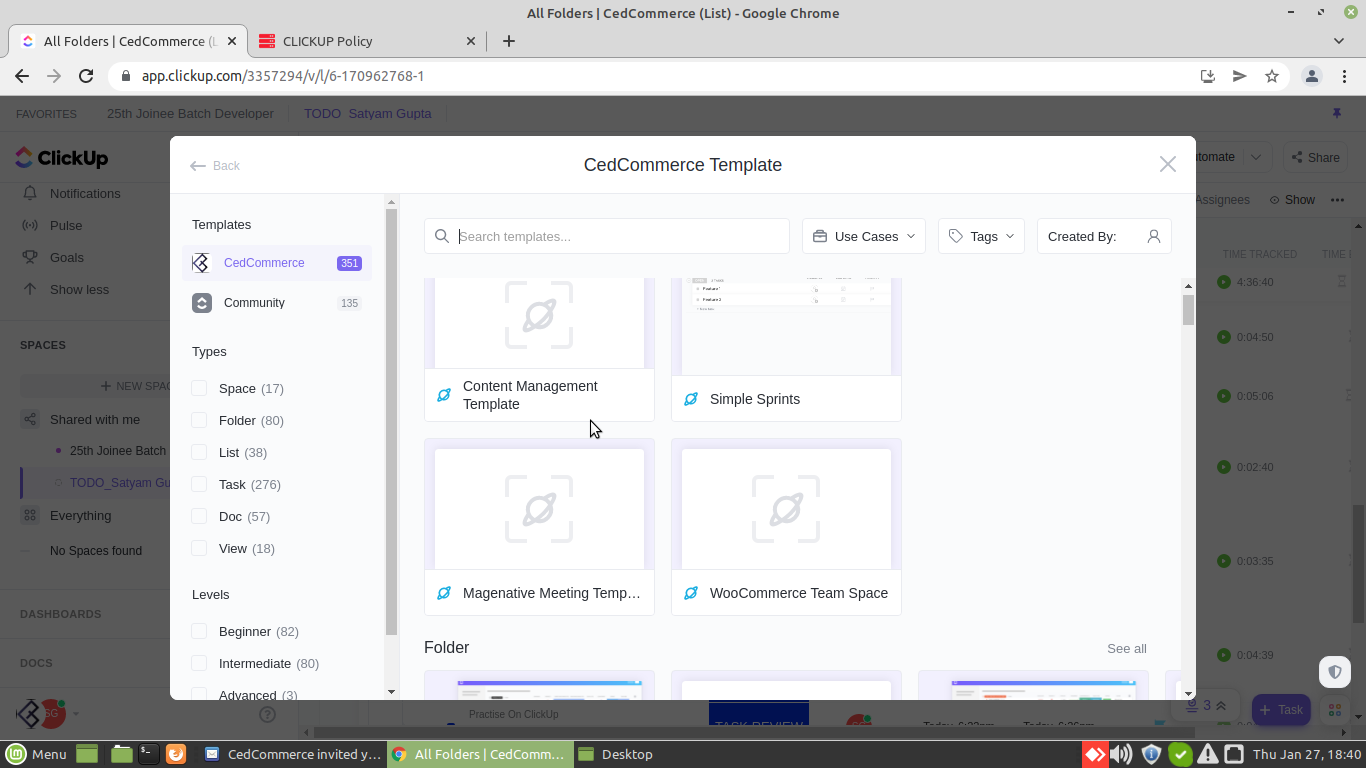 All Folders | CedCommerce (List) - Google Chrome
All Folders | CedCommerce (L
CLICKUP Policy
app.clickup.com/3357294/v/l/6-170962768-1
FAVORITES
25th Joinee Batch Developer
TODO_Satyam Gupta
ClickUp
Back
CedCommerce Template
utomate
Share
Notifications
Pulse
Goals
Show less
Assignees
Show
Templates
CedCommerce 351
Community 135
Search templates...
Use Cases
Tags
Created By:
TIME TRACKED
TIME
4:36:40
Feature
Feature 2
0:04:50
SPACES
Types
NEW SPAC
Space (17)
Content Management
Template
Simple Sprints
0:05:06
Shared with me
Folder (80)
25th Joinee Batch
List (38)
0:02:40
TODO_Satyam Gu
Task (276)
Everything
Doc (57)
No Spaces found
View (18)
0:03:35
Levels
Magenative Meeting Temp...
WooCommerce Team Space
DASHBOARDS
Beginner (82)
Folder
See all
0:04:39
DOCS
Intermediate (80)
Advanced (3)
SG
Practise On ClickUp
TASK REVIEW
3
Task
Menu
CedCommerce invited y...
All Folders | CedComm...
Desktop
Thu Jan 27, 18:40